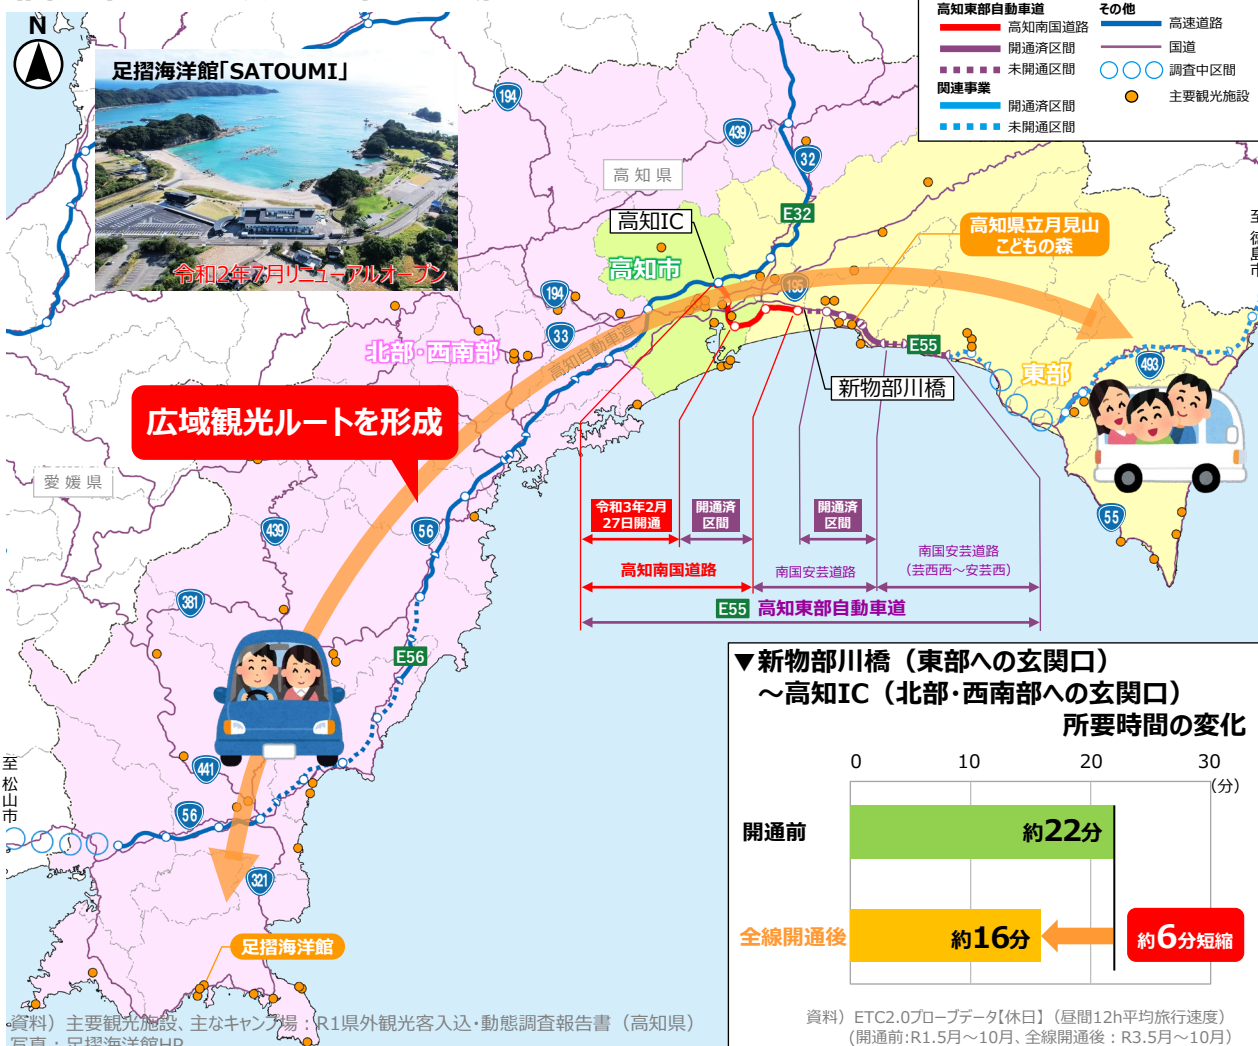 高知東部自動車道
高知南国道路
開通済区間
未開通区間
関連事業
開通済区間
未開通区間
その他
高速道路
国道
調査中区間
主要観光施設
N
足摺海洋館「SATOUMI」
令和2年7月リニューアルオープン
194
439
32
高知県
高知IC
E32
高知市
高知県立月見山
こどもの森
至 徳島市
194
195
33
北部・西南部
高知自動車道
E55
東部
493
新物部川橋
広域観光ルートを形成
愛媛県
439
56
55
令和3年2月
27日開通
開通済
区間
開通済
区間
高知南国道路
南国安芸道路
南国安芸道路
(芸西西～安芸西)
E55 高知東部自動車道
381
E56
441
56
至 松山市
321
足摺海洋館
▼新物部川橋（東部への玄関口）
～高知IC（北部・西南部への玄関口）
所要時間の変化
0 10 20 30
(分)
開通前
約22分
全線開通後
約16分
約6分短縮
資料）主要観光施設、主なキャンプ場：R1県外観光客入込・動態調査報告書（高知県）
写真：足摺海洋館HP
資料）ETC2.0プローブデータ【休日】（昼間12h平均旅行速度）
(開通前:R1.5月～10月、全線開通後：R3.5月～10月)